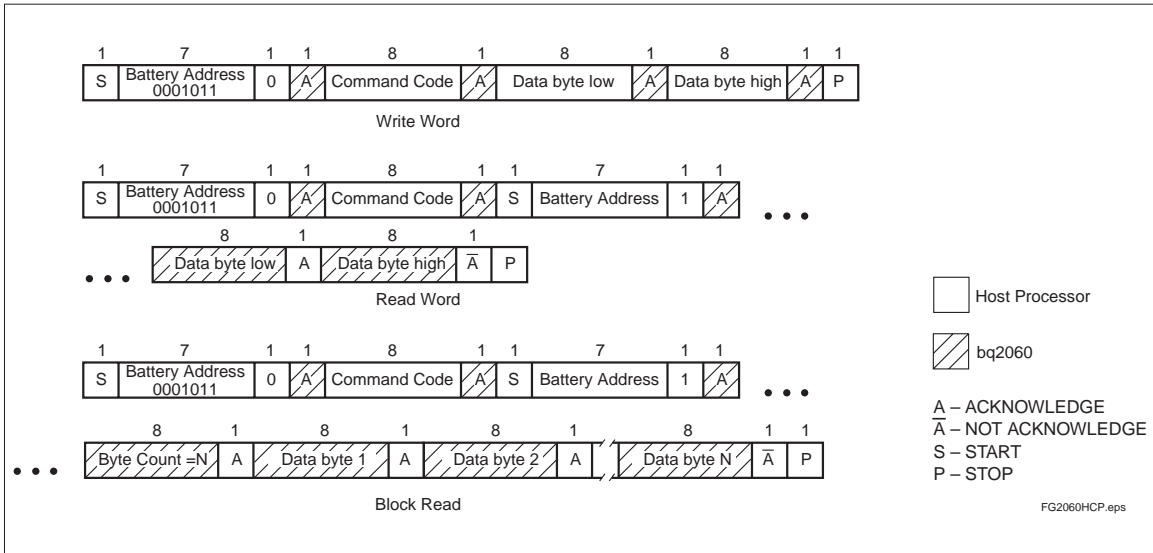 1 7 1 1 8 1 8 1 8 1 1
S Battery Address 0001011 0 A Command Code A Data byte low A Data byte high A P
Write Word
1 7 1 1 8 1 1 7 1 1
S Battery Address 0001011 0 A Command Code A S Battery Address 1 A
8 1 8 1
Data byte low A Data byte high A̅ P
Read Word
Host Processor
bq2060
1 7 1 1 8 1 1 7 1 1
S Battery Address 0001011 0 A Command Code A S Battery Address 1 A
8 1 8 1 8 1 8 1 1
Byte Count =N A Data byte 1 A Data byte 2 A Data byte N A̅ P
Block Read
A – ACKNOWLEDGE
A̅ – NOT ACKNOWLEDGE
S – START
P – STOP
FG2060HCP.eps